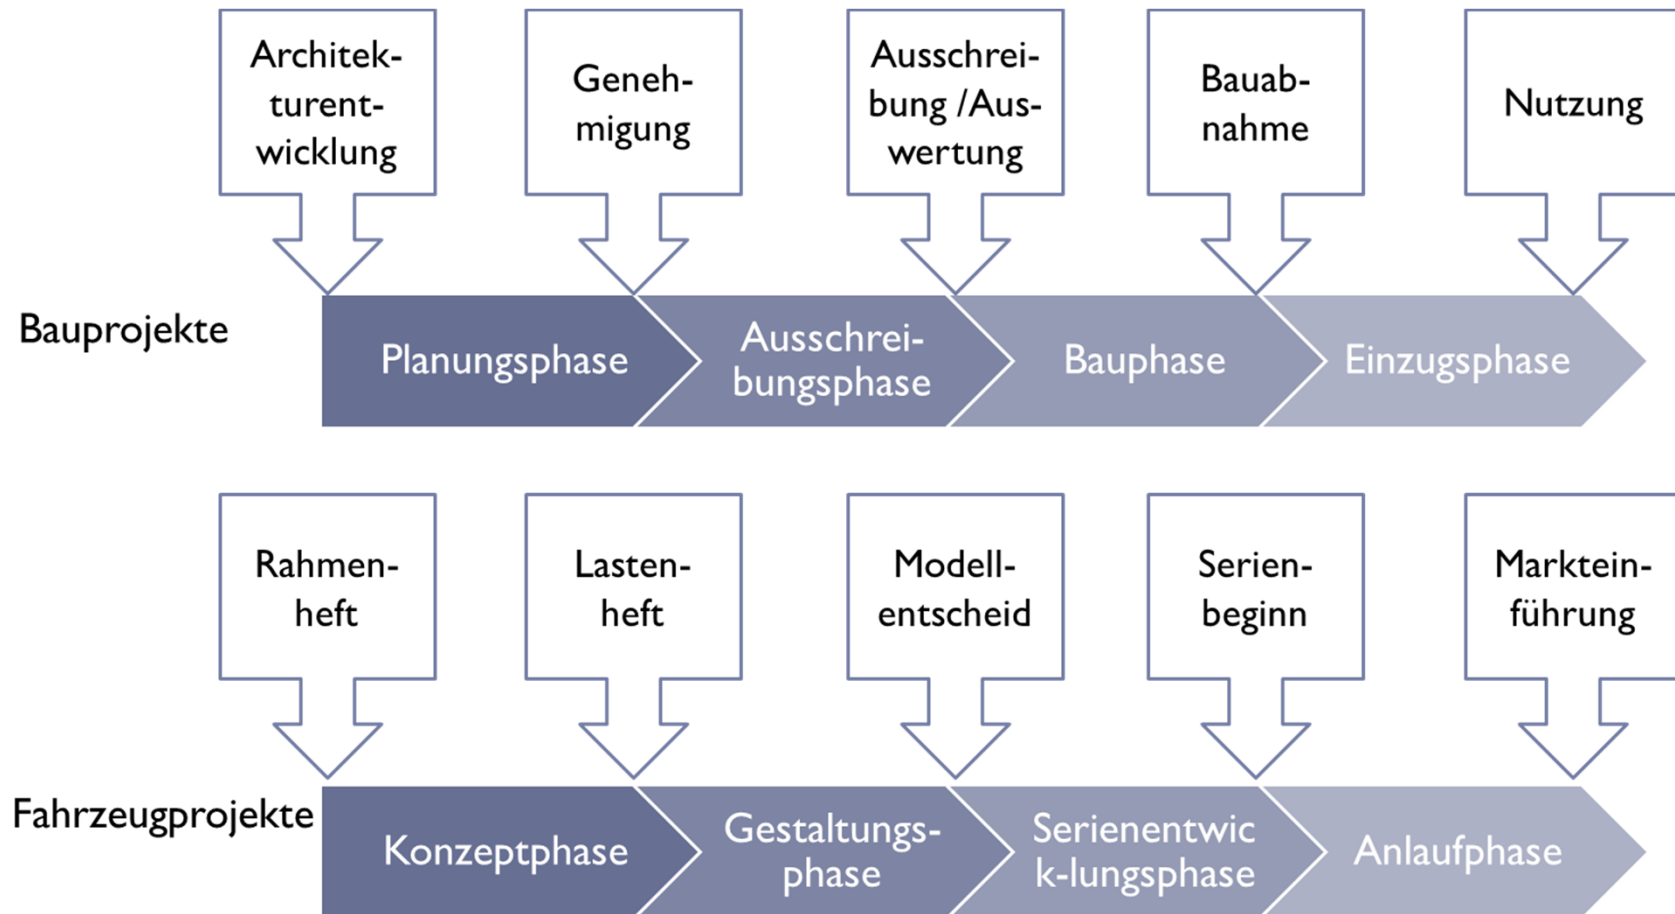 Architek-
turent-
wicklung
Geneh-
migung
Ausschrei-
bung /Aus-
wertung
Bauab-
nahme
Nutzung
Bauprojekte
Planungsphase
Ausschrei-
bungsphase
Bauphase
Einzugsphase
Rahmen-
heft
Lasten-
heft
Modell-
entscheid
Serien-
beginn
Marktein-
führung
Fahrzeugprojekte
Konzeptphase
Gestaltungs-
phase
Serienentwic
k-lungsphase
Anlaufphase